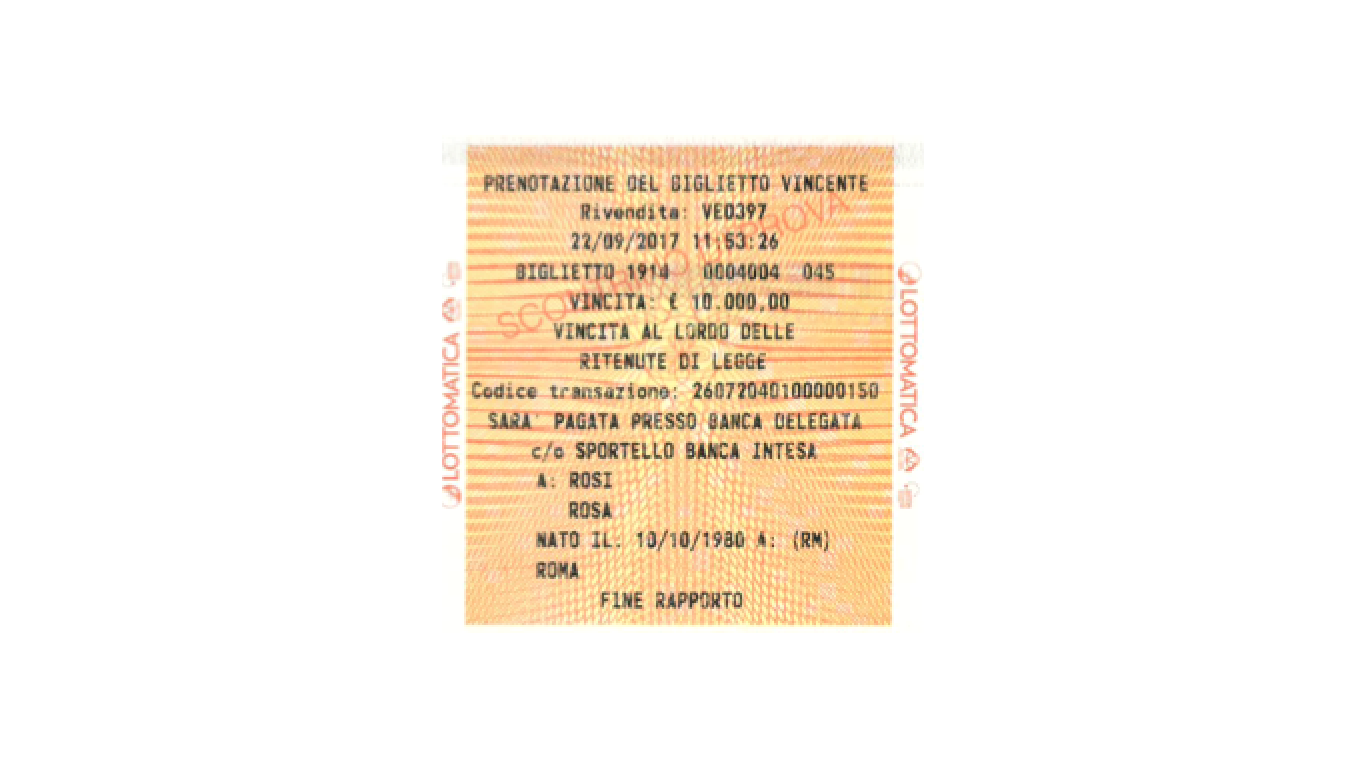 PRENOTAZIONE DEL BIGLIETTO VINCENTE
Rivendita: VE0397
22/09/2017 11:53:26
BIGLIETTO 1914 0004004 045
VINCITA: € 10.000,00
VINCITA AL LORDO DELLE
RITENUTE DI LEGGE
Codice transazione: 26072040100000150
SARA' PAGATA PRESSO BANCA DELEGATA
c/o SPORTELLO BANCA INTESA
A: ROSI
ROSA
NATO IL. 10/10/1980 A: (RM)
ROMA
FINE RAPPORTO
SCONTRINO DI PROVA
LOTTOMATICA
LOTTOMATICA